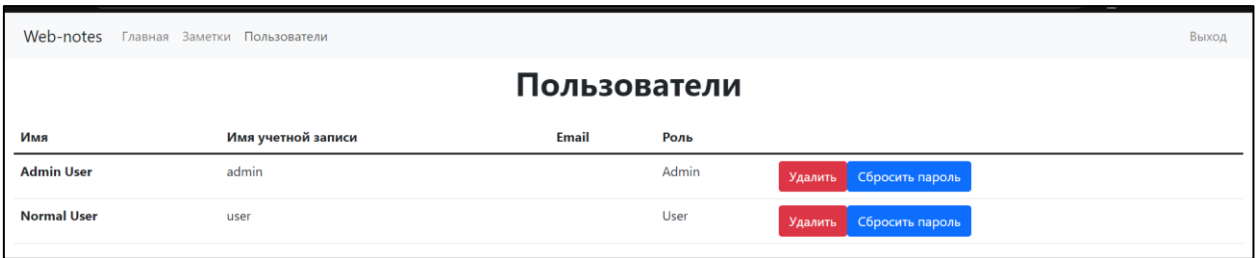 Web-notes Главная Заметки Пользователи Выход
Пользователи
Имя Имя учетной записи Email Роль
Admin User admin Admin Удалить Сбросить пароль
Normal User user User Удалить Сбросить пароль